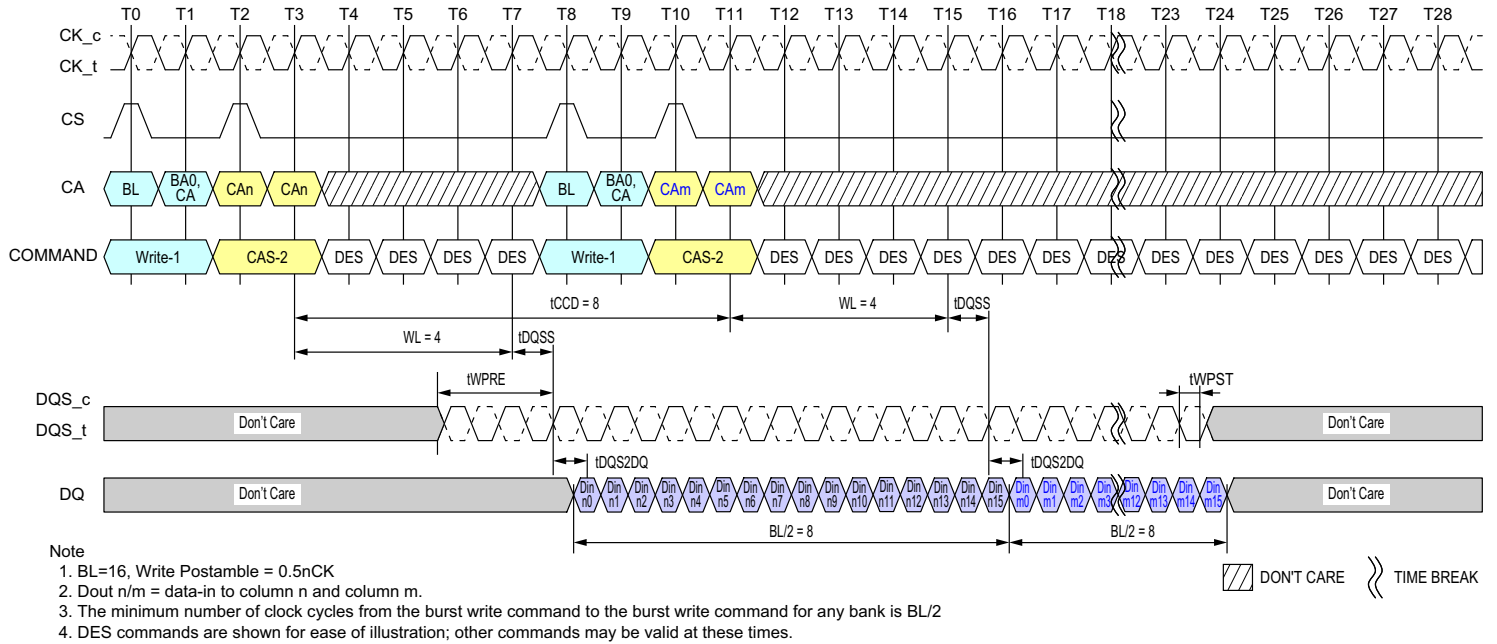 T0 T1 T2 T3 T4 T5 T6 T7 T8 T9 T10 T11 T12 T13 T14 T15 T16 T17 T18 T23 T24 T25 T26 T27 T28
CK_c
CK_t
CS
CA BL BA0, CA CAn CAn BL BA0, CA CAm CAm
COMMAND Write-1 CAS-2 DES DES DES DES Write-1 CAS-2 DES DES DES DES DES DES DES DES DES DES DES DES DES
tCCD = 8 WL = 4 tDQSS
WL = 4 tDQSS
tWPRE tWPST
DQS_c
DQS_t
Don't Care Don't Care
tDQS2DQ tDQS2DQ
DQ Don't Care Din n0 Din n1 Din n2 Din n3 Din n4 Din n5 Din n6 Din n7 Din n8 Din n9 Din n10 Din n11 Din n12 Din n13 Din n14 Din n15 Din m0 Din m1 Din m2 Din m3 Din m12 Din m13 Din m14 Din m15 Don't Care
BL/2 = 8 BL/2 = 8
Note
1. BL=16, Write Postamble = 0.5nCK
2. Dout n/m = data-in to column n and column m.
3. The minimum number of clock cycles from the burst write command to the burst write command for any bank is BL/2
4. DES commands are shown for ease of illustration; other commands may be valid at these times.
DON'T CARE TIME BREAK